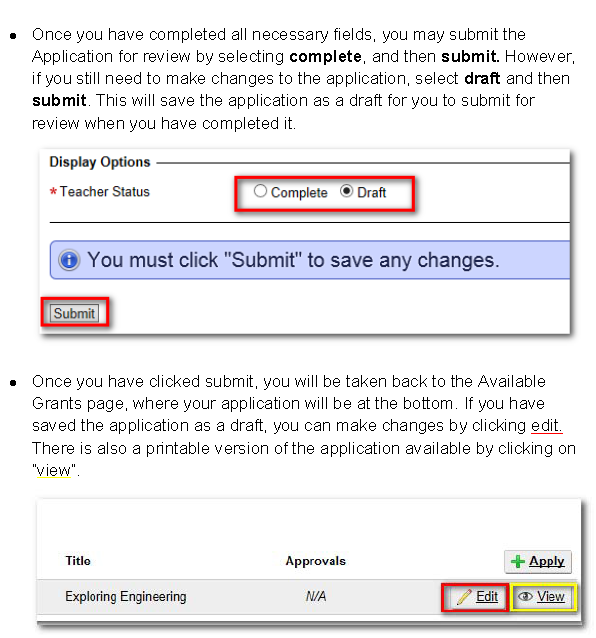 Once you have completed all necessary fields, you may submit the
Application for review by selecting complete, and then submit. However,
if you still need to make changes to the application, select draft and then
submit. This will save the application as a draft for you to submit for
review when you have completed it.
Display Options
* Teacher Status Complete Draft
You must click "Submit" to save any changes.
Submit
Once you have clicked submit, you will be taken back to the Available
Grants page, where your application will be at the bottom. If you have
saved the application as a draft, you can make changes by clicking edit.
There is also a printable version of the application available by clicking on
"view".
Title Approvals Apply
Exploring Engineering N/A Edit View